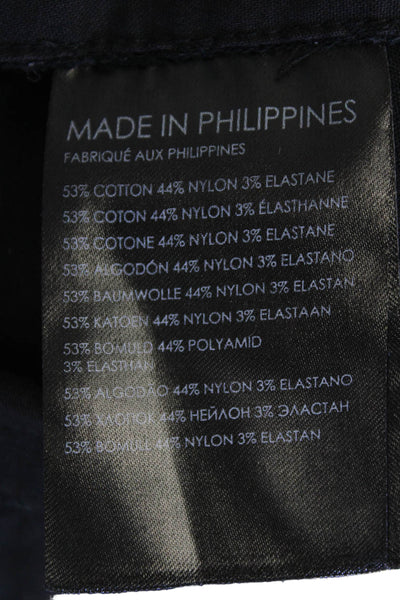 MADE IN PHILIPPINES
FABRIQUÉ AUX PHILIPPINES
53% COTTON 44% NYLON 3% ELASTANE
53% COTON 44% NYLON 3% ÉLASTHANNE
53% COTONE 44% NYLON 3% ELASTANE
53% ALGODÓN 44% NYLON 3% ELASTANO
53% BAUMWOLLE 44% NYLON 3% ELASTAN
53% KATOEN 44% NYLON 3% ELASTAAN
53% BOMULD 44% POLYAMID
3% ELASTHAN
53% ALGODÃO 44% NYLON 3% ELASTANO
53% ХЛОПОК 44% НЕЙЛОН 3% ЭЛАСТАН
53% BOMULL 44% NYLON 3% ELASTAN